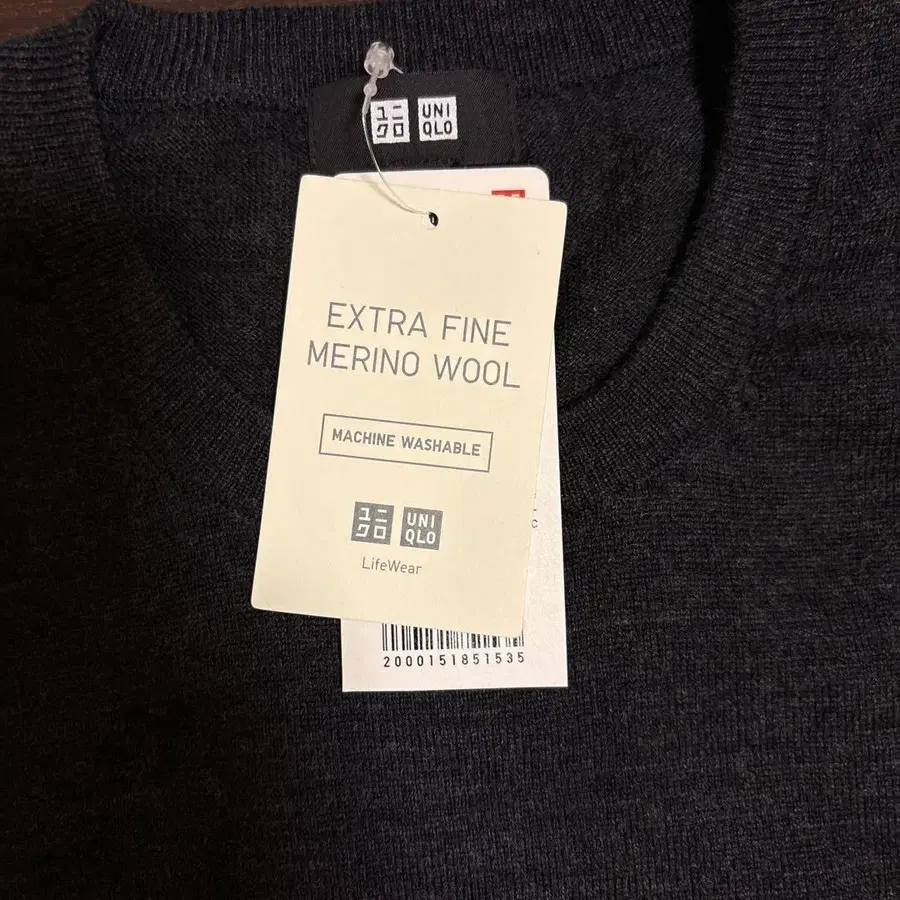 ユニ UNI
クロ QLO
EXTRA FINE
MERINO WOOL
MACHINE WASHABLE
ユニ UNI
クロ QLO
LifeWear
C
2000151851535